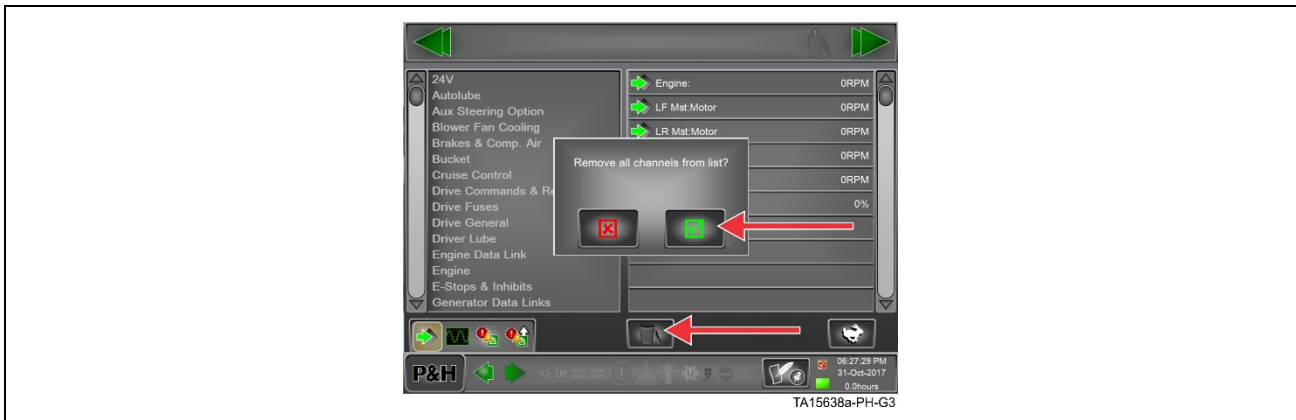 24V
Autolube
Aux Steering Option
Blower Fan Cooling
Brakes & Comp. Air
Bucket
Cruise Control
Drive Commands & Re
Drive Fuses
Drive General
Driver Lube
Engine Data Link
Engine
E-Stops & Inhibits
Generator Data Links
Engine: 0RPM
LF Mst:Motor 0RPM
LR Mst:Motor 0RPM
0RPM
0RPM
0%
Remove all channels from list?
P&H
LIM
06:27:29 PM
31-Oct-2017
0.0hours
TA15638a-PH-G3